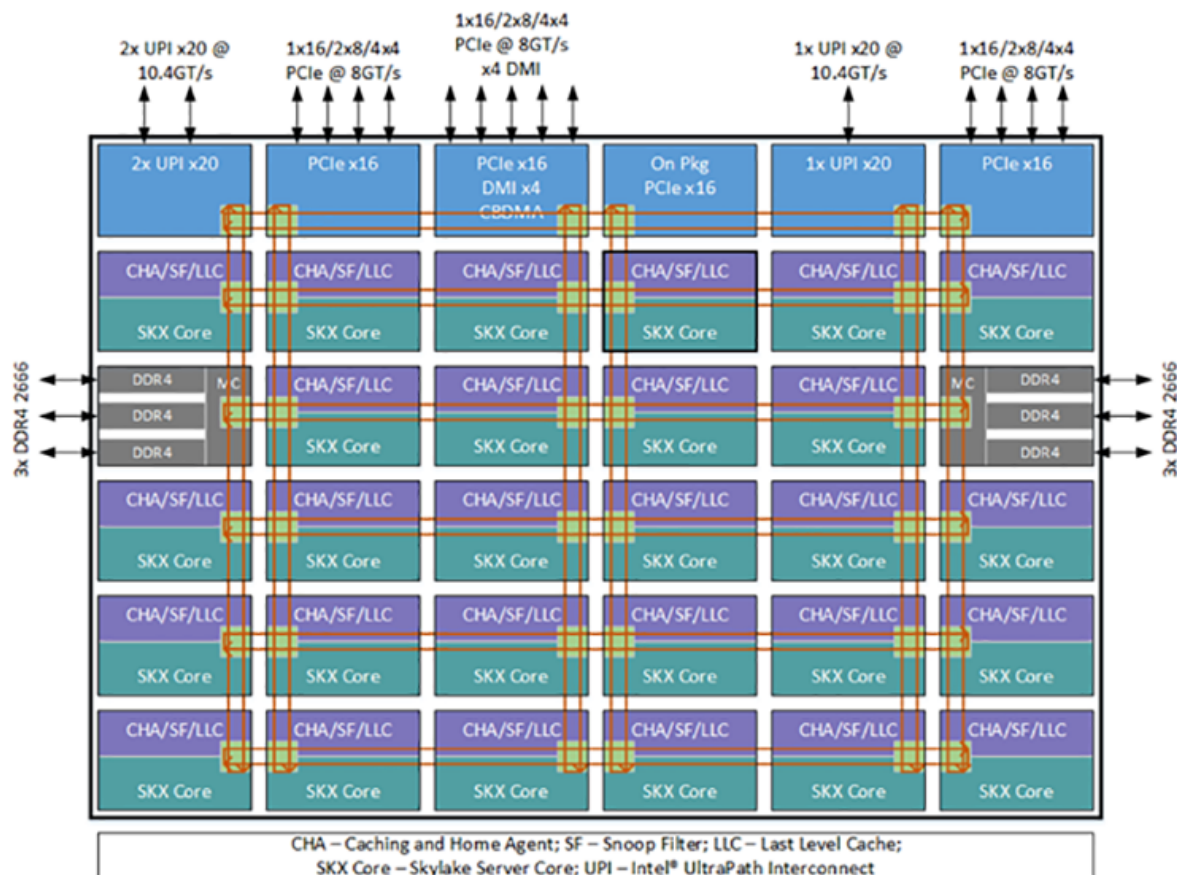 2x UPI x20 @
10.4GT/s
1x16/2x8/4x4
PCIe @ 8GT/s
1x16/2x8/4x4
PCIe @ 8GT/s
x4 DMI
1x UPI x20 @
10.4GT/s
1x16/2x8/4x4
PCIe @ 8GT/s
2x UPI x20
PCIe x16
PCIe x16
DMI x4
CBDMA
On Pkg
PCIe x16
1x UPI x20
PCIe x16
CHA/SF/LLC
SKX Core
CHA/SF/LLC
SKX Core
CHA/SF/LLC
SKX Core
CHA/SF/LLC
SKX Core
CHA/SF/LLC
SKX Core
CHA/SF/LLC
SKX Core
3x DDR4 2666
DDR4
DDR4
DDR4
MC
CHA/SF/LLC
SKX Core
CHA/SF/LLC
SKX Core
CHA/SF/LLC
SKX Core
CHA/SF/LLC
SKX Core
MC
DDR4
DDR4
DDR4
3x DDR4 2666
CHA/SF/LLC
SKX Core
CHA/SF/LLC
SKX Core
CHA/SF/LLC
SKX Core
CHA/SF/LLC
SKX Core
CHA/SF/LLC
SKX Core
CHA/SF/LLC
SKX Core
CHA/SF/LLC
SKX Core
CHA/SF/LLC
SKX Core
CHA/SF/LLC
SKX Core
CHA/SF/LLC
SKX Core
CHA/SF/LLC
SKX Core
CHA/SF/LLC
SKX Core
CHA/SF/LLC
SKX Core
CHA/SF/LLC
SKX Core
CHA/SF/LLC
SKX Core
CHA/SF/LLC
SKX Core
CHA/SF/LLC
SKX Core
CHA/SF/LLC
SKX Core
CHA – Caching and Home Agent; SF – Snoop Filter; LLC – Last Level Cache;
SKX Core – Skylake Server Core; UPI – Intel® UltraPath Interconnect